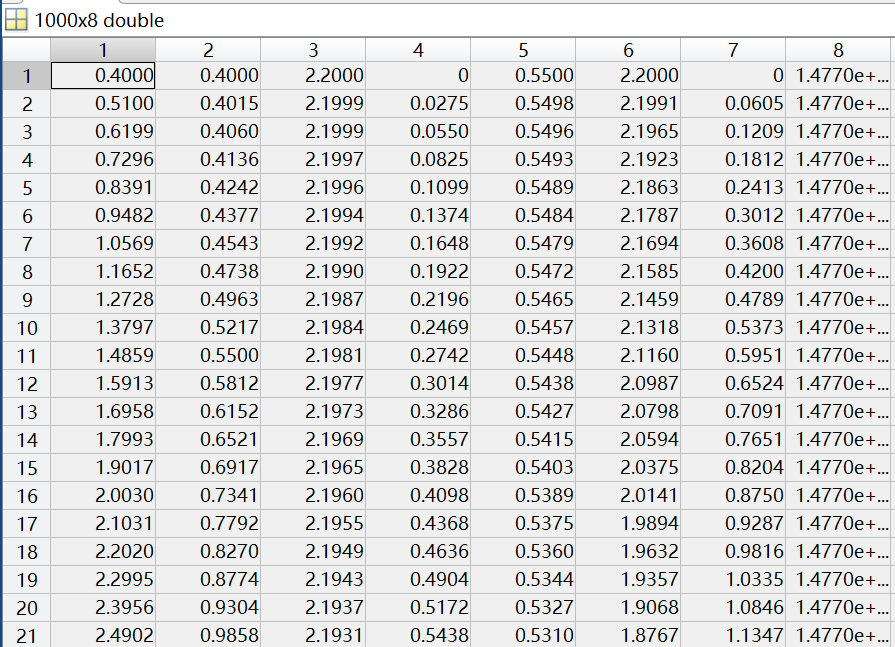 1000x8 double
1 2 3 4 5 6 7 8
1 0.4000 0.4000 2.2000 0 0.5500 2.2000 0 1.4770e+...
2 0.5100 0.4015 2.1999 0.0275 0.5498 2.1991 0.0605 1.4770e+...
3 0.6199 0.4060 2.1999 0.0550 0.5496 2.1965 0.1209 1.4770e+...
4 0.7296 0.4136 2.1997 0.0825 0.5493 2.1923 0.1812 1.4770e+...
5 0.8391 0.4242 2.1996 0.1099 0.5489 2.1863 0.2413 1.4770e+...
6 0.9482 0.4377 2.1994 0.1374 0.5484 2.1787 0.3012 1.4770e+...
7 1.0569 0.4543 2.1992 0.1648 0.5479 2.1694 0.3608 1.4770e+...
8 1.1652 0.4738 2.1990 0.1922 0.5472 2.1585 0.4200 1.4770e+...
9 1.2728 0.4963 2.1987 0.2196 0.5465 2.1459 0.4789 1.4770e+...
10 1.3797 0.5217 2.1984 0.2469 0.5457 2.1318 0.5373 1.4770e+...
11 1.4859 0.5500 2.1981 0.2742 0.5448 2.1160 0.5951 1.4770e+...
12 1.5913 0.5812 2.1977 0.3014 0.5438 2.0987 0.6524 1.4770e+...
13 1.6958 0.6152 2.1973 0.3286 0.5427 2.0798 0.7091 1.4770e+...
14 1.7993 0.6521 2.1969 0.3557 0.5415 2.0594 0.7651 1.4770e+...
15 1.9017 0.6917 2.1965 0.3828 0.5403 2.0375 0.8204 1.4770e+...
16 2.0030 0.7341 2.1960 0.4098 0.5389 2.0141 0.8750 1.4770e+...
17 2.1031 0.7792 2.1955 0.4368 0.5375 1.9894 0.9287 1.4770e+...
18 2.2020 0.8270 2.1949 0.4636 0.5360 1.9632 0.9816 1.4770e+...
19 2.2995 0.8774 2.1943 0.4904 0.5344 1.9357 1.0335 1.4770e+...
20 2.3956 0.9304 2.1937 0.5172 0.5327 1.9068 1.0846 1.4770e+...
21 2.4902 0.9858 2.1931 0.5438 0.5310 1.8767 1.1347 1.4770e+...